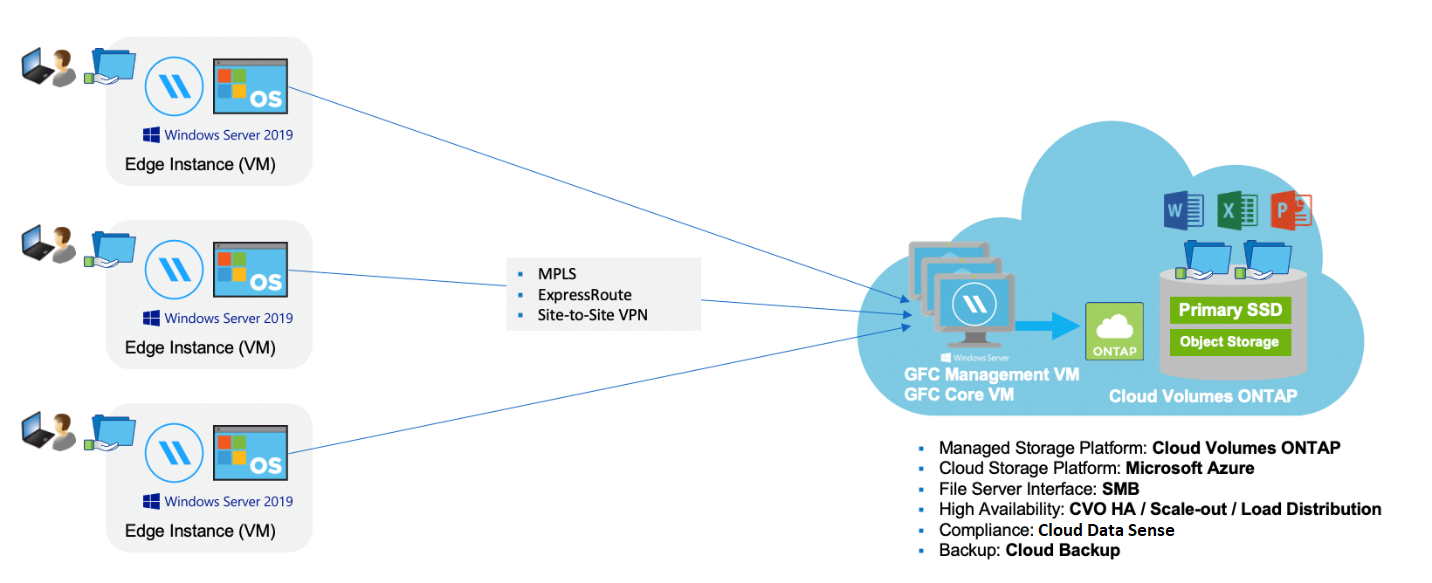 OS
Windows Server 2019
Edge Instance (VM)
OS
Windows Server 2019
Edge Instance (VM)
OS
Windows Server 2019
Edge Instance (VM)
▪ MPLS
▪ ExpressRoute
▪ Site-to-Site VPN
W
X
P
Primary SSD
Object Storage
ONTAP
Windows Server
GFC Management VM
GFC Core VM
Cloud Volumes ONTAP
▪ Managed Storage Platform: Cloud Volumes ONTAP
▪ Cloud Storage Platform: Microsoft Azure
▪ File Server Interface: SMB
▪ High Availability: CVO HA / Scale-out / Load Distribution
▪ Compliance: Cloud Data Sense
▪ Backup: Cloud Backup